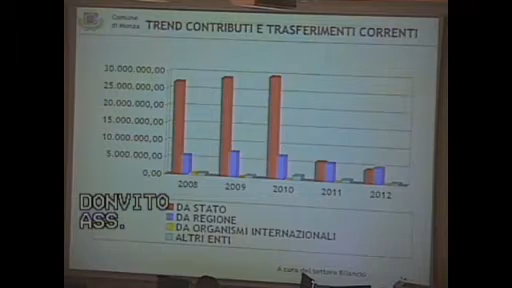 Comune
di Monza
TREND CONTRIBUTI E TRASFERIMENTI CORRENTI
30.000.000,00
25.000.000,00
20.000.000,00
15.000.000,00
10.000.000,00
5.000.000,00
0,00
2008
2009
2010
2011
2012
DONVITO
ASS.
DA STATO
DA REGIONE
DA ORGANISMI INTERNAZIONALI
ALTRI ENTI
A cura del Settore Bilancio